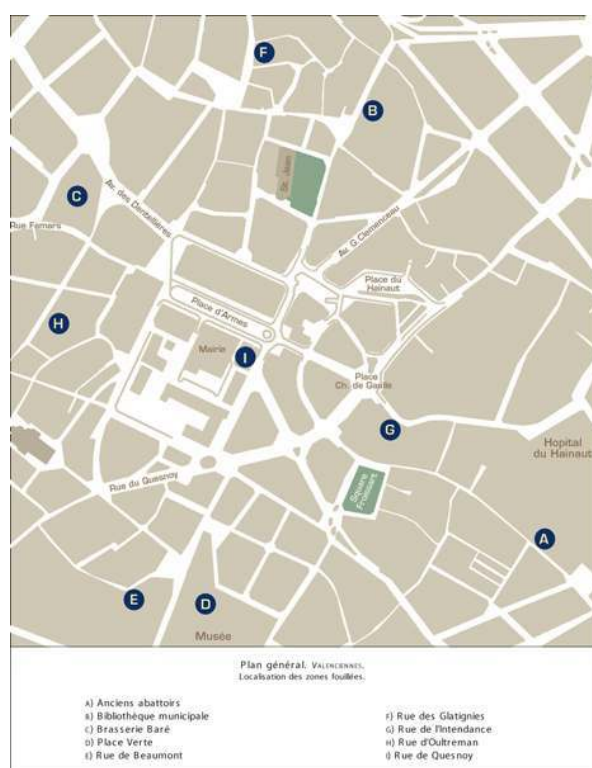 F
B
St. Jean
C
Av. des Dentellières
Rue Famars
Av. G. Clemenceau
Place du
Hainaut
Place d'Armes
H
Mairie
I
Place
Ch. de Gaulle
G
Hopital
du Hainaut
Rue du Quesnoy
Square
Froissart
A
E
D
Musée
Plan général. VALENCIENNES.
Localisation des zones fouillées.
A) Anciens abattoirs
B) Bibliothèque municipale
C) Brasserie Baré
D) Place Verte
E) Rue de Beaumont
F) Rue des Glatignies
G) Rue de l'Intendance
H) Rue d'Oultreman
I) Rue de Quesnoy